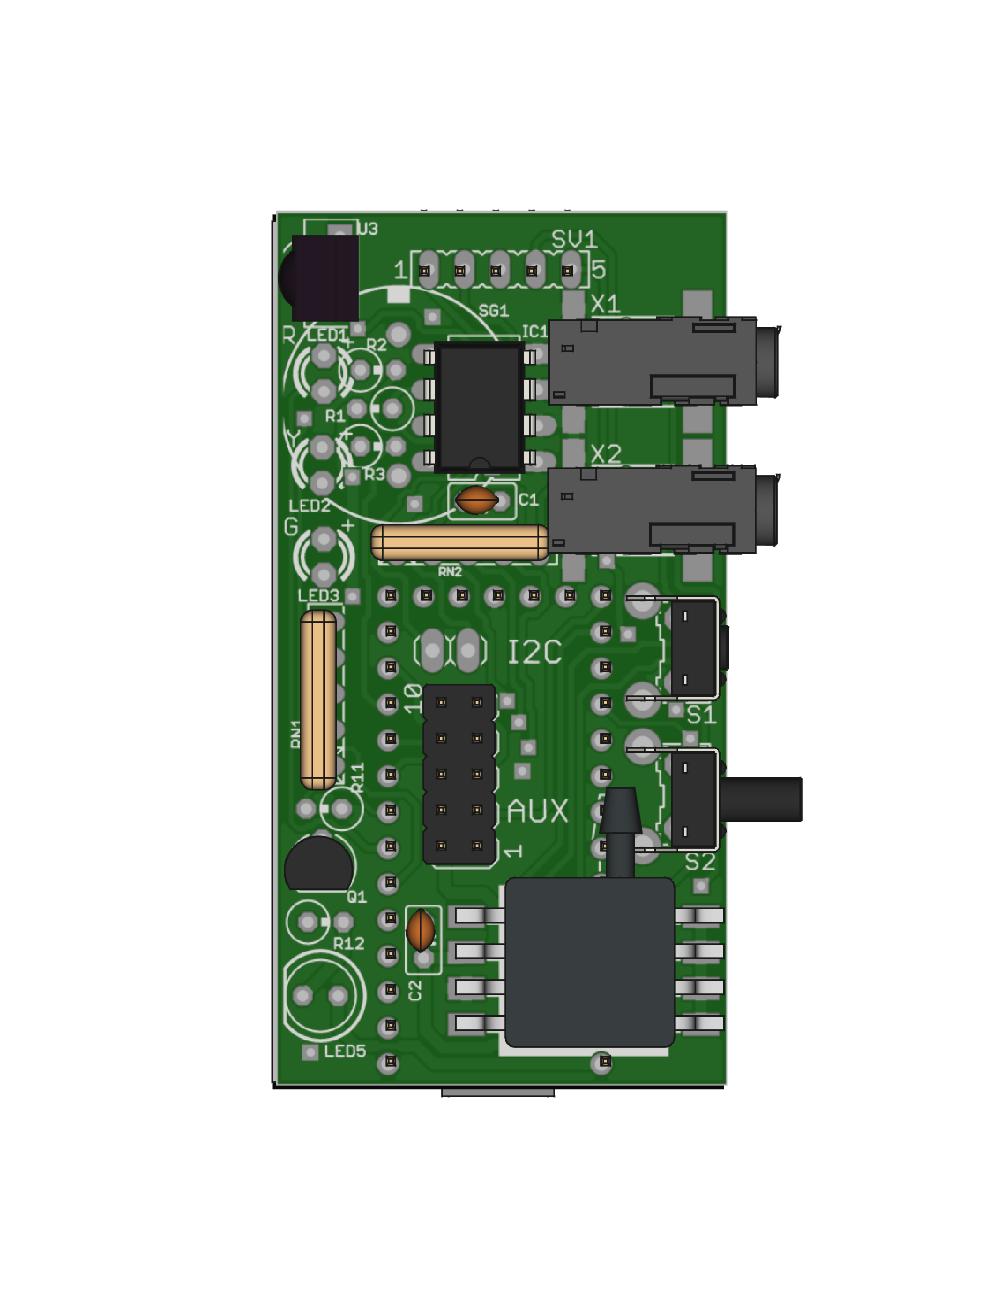 U3
SV1
1
5
SG1
X1
R
LED1
+
IC1
R2
R1
Y
+
R3
X2
LED2
C1
G
+
RN2
LED3
I2C
10
S1
RN1
R11
AUX
1
S2
Q1
R12
C2
LED5